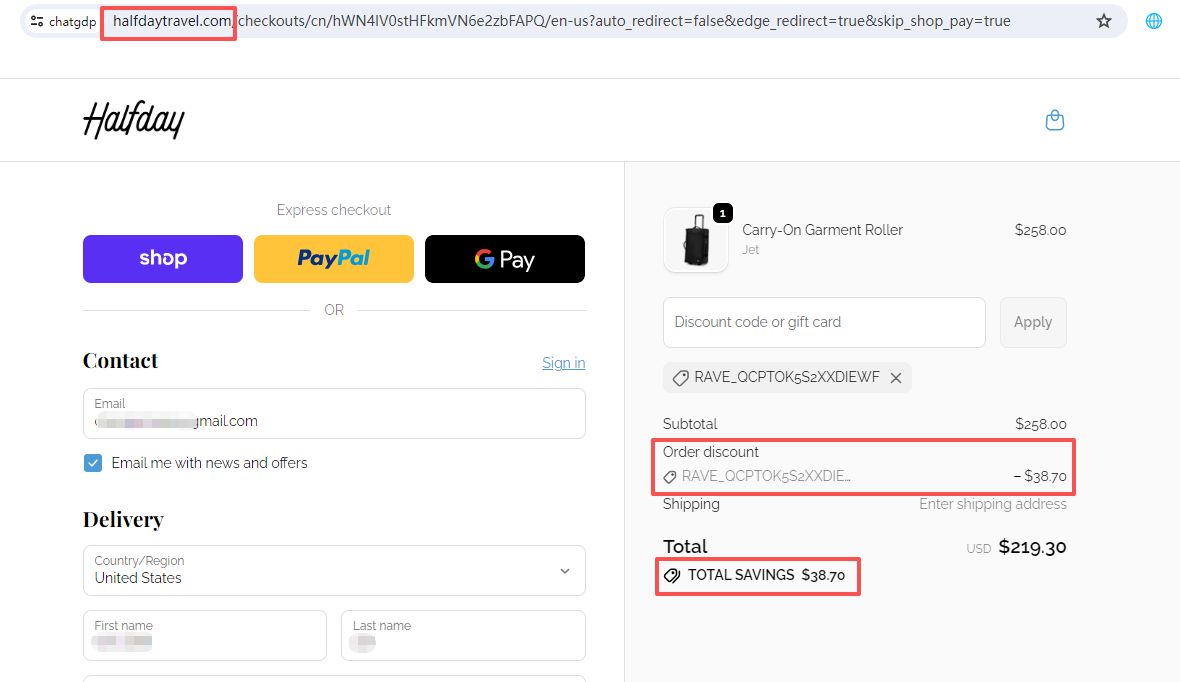 chatgdp
halfdaytravel.com/checkouts/cn/hWN4lV0stHFkmVN6e2zbFAPQ/en-us?auto_redirect=false&edge_redirect=true&skip_shop_pay=true
Halfday
Express checkout
shop
PayPal
G Pay
OR
Contact
Sign in
Email
gmail.com
Email me with news and offers
Delivery
Country/Region
United States
First name
Last name
1
Carry-On Garment Roller
$258.00
Jet
Discount code or gift card
Apply
RAVE_QCPTOK5S2XXDIEWF
Subtotal
$258.00
Order discount
RAVE_QCPTOK5S2XXDIE...
– $38.70
Shipping
Enter shipping address
Total
USD $219.30
TOTAL SAVINGS $38.70